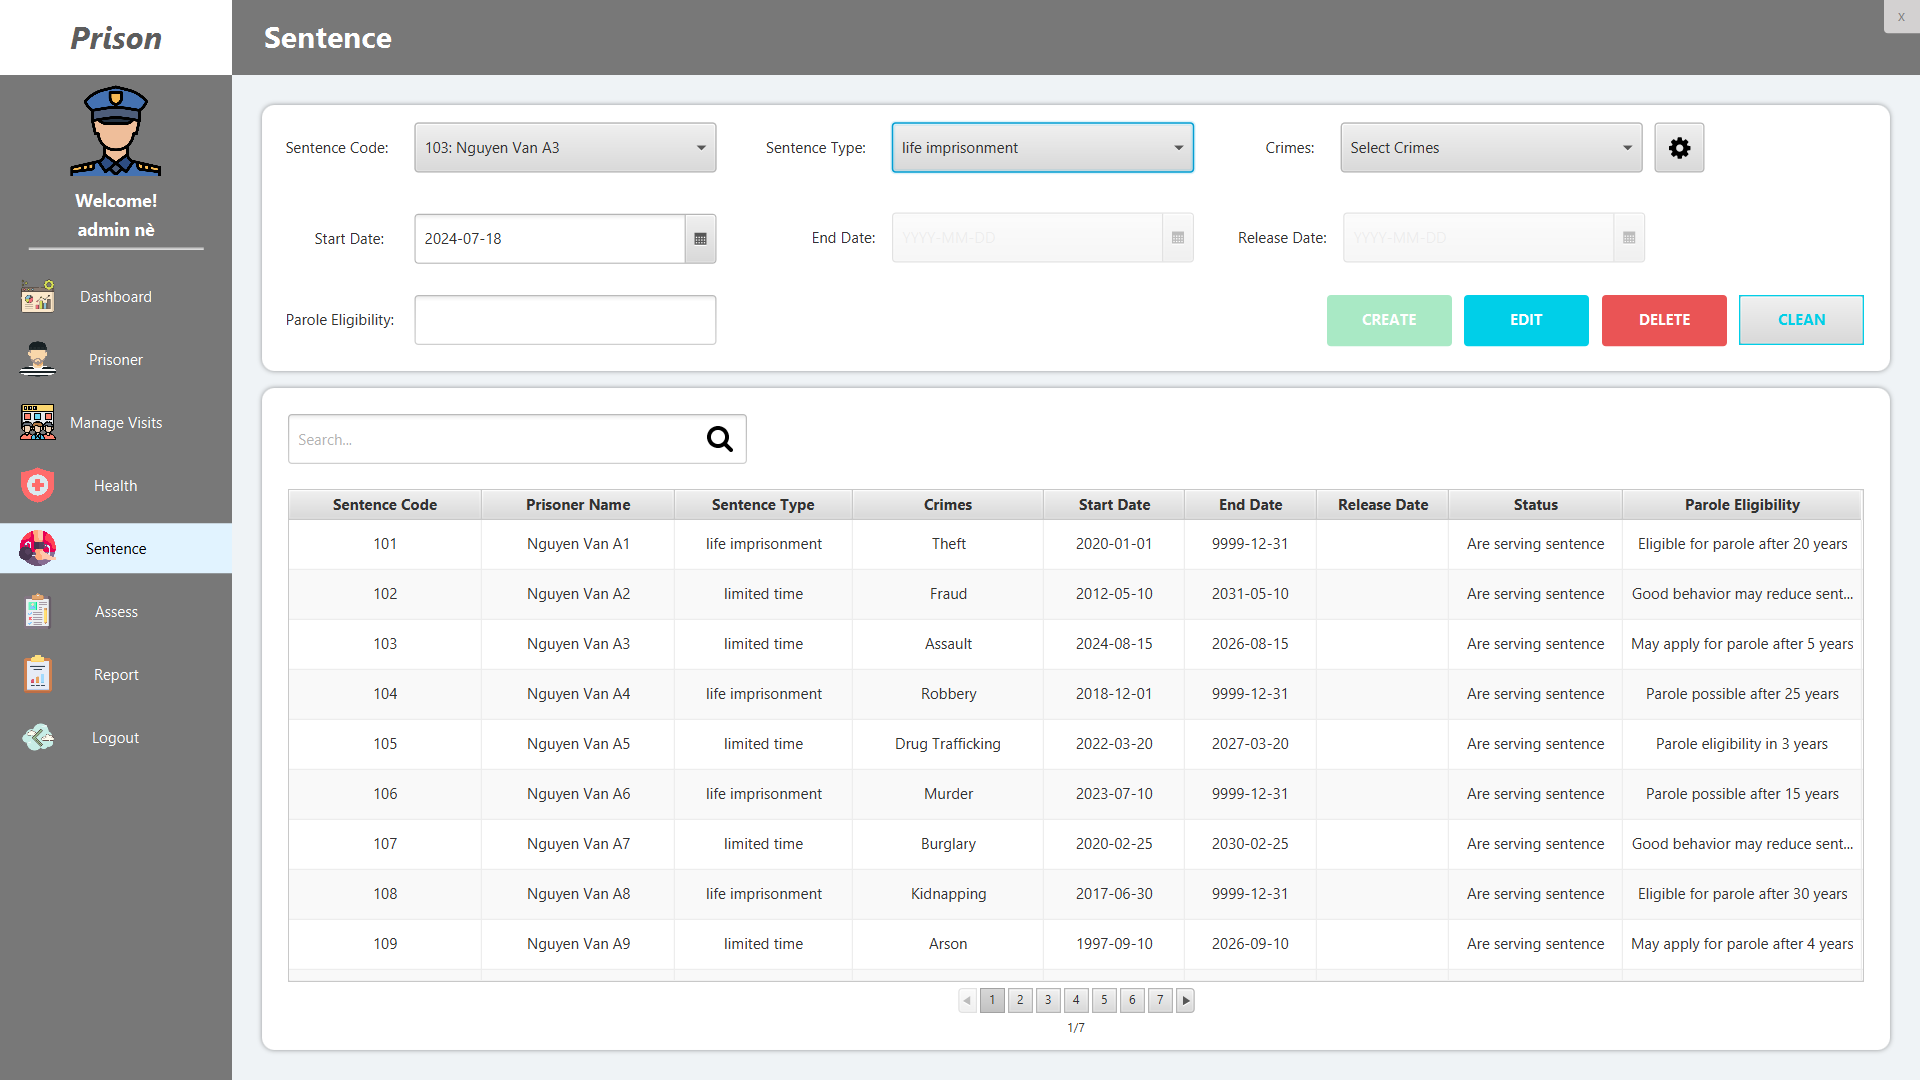 Prison
Sentence
x
Welcome!
admin nè
Dashboard
Prisoner
Manage Visits
Health
Sentence
Assess
Report
Logout
Sentence Code: 103: Nguyen Van A3 Sentence Type: life imprisonment Crimes: Select Crimes
Start Date: 2024-07-18 End Date: YYYY-MM-DD Release Date: YYYY-MM-DD
Parole Eligibility: CREATE EDIT DELETE CLEAN
Search...
Sentence Code Prisoner Name Sentence Type Crimes Start Date End Date Release Date Status Parole Eligibility
101 Nguyen Van A1 life imprisonment Theft 2020-01-01 9999-12-31 Are serving sentence Eligible for parole after 20 years
102 Nguyen Van A2 limited time Fraud 2012-05-10 2031-05-10 Are serving sentence Good behavior may reduce sent...
103 Nguyen Van A3 limited time Assault 2024-08-15 2026-08-15 Are serving sentence May apply for parole after 5 years
104 Nguyen Van A4 life imprisonment Robbery 2018-12-01 9999-12-31 Are serving sentence Parole possible after 25 years
105 Nguyen Van A5 limited time Drug Trafficking 2022-03-20 2027-03-20 Are serving sentence Parole eligibility in 3 years
106 Nguyen Van A6 life imprisonment Murder 2023-07-10 9999-12-31 Are serving sentence Parole possible after 15 years
107 Nguyen Van A7 limited time Burglary 2020-02-25 2030-02-25 Are serving sentence Good behavior may reduce sent...
108 Nguyen Van A8 life imprisonment Kidnapping 2017-06-30 9999-12-31 Are serving sentence Eligible for parole after 30 years
109 Nguyen Van A9 limited time Arson 1997-09-10 2026-09-10 Are serving sentence May apply for parole after 4 years
1 2 3 4 5 6 7
1/7